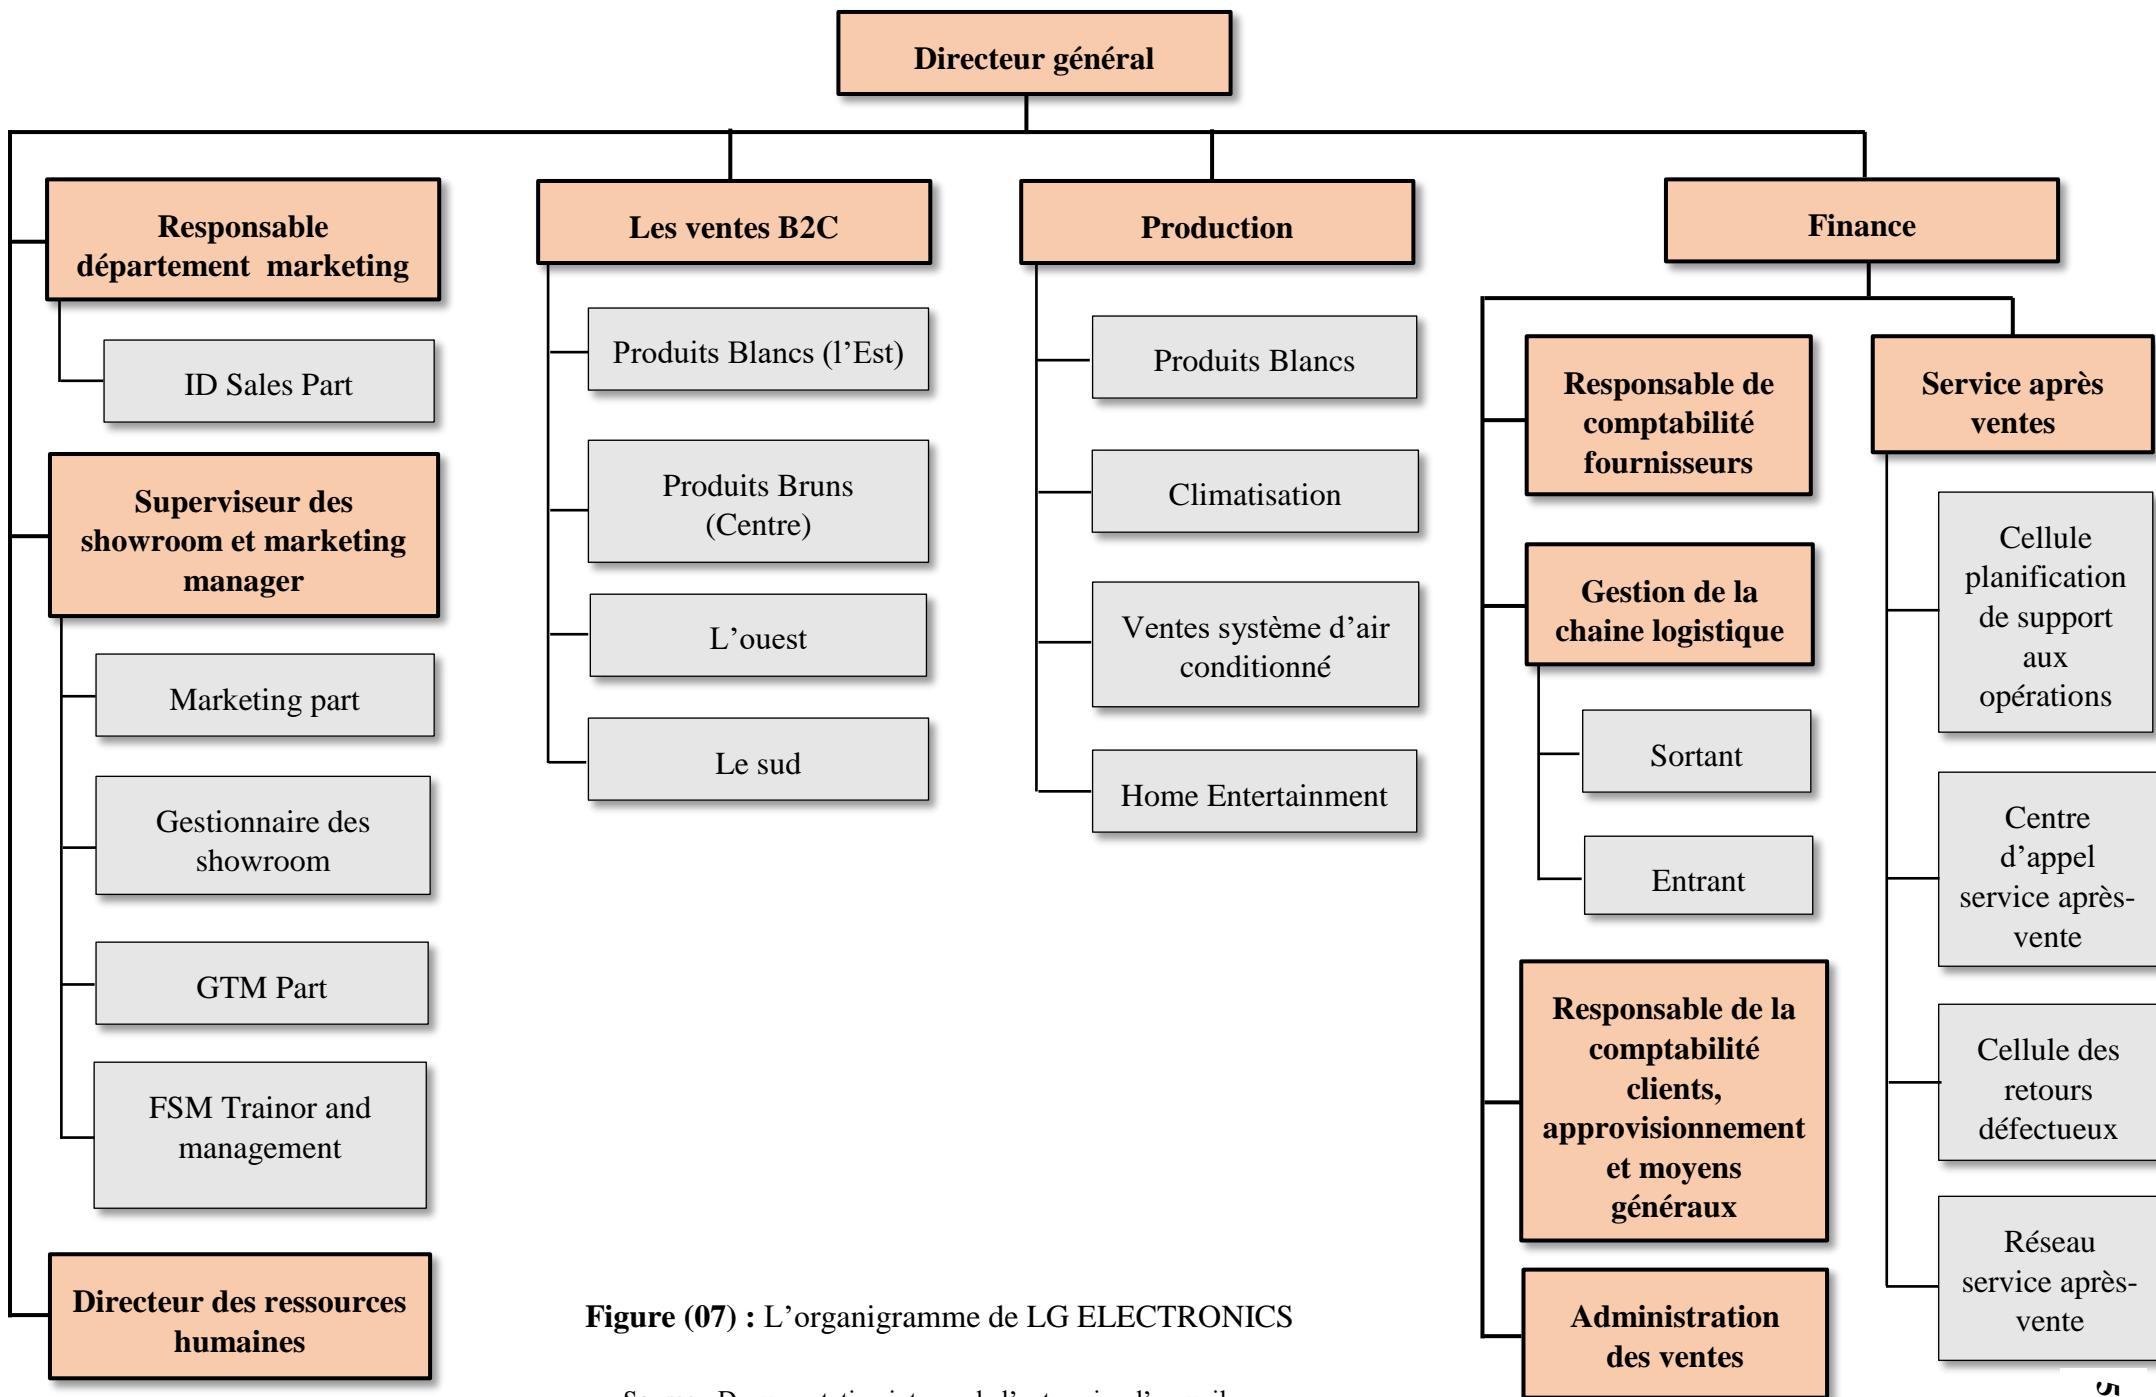 Directeur général
Responsable
département marketing
ID Sales Part
Superviseur des
showroom et marketing
manager
Marketing part
Gestionnaire des
showroom
GTM Part
FSM Trainor and
management
Directeur des ressources
humaines
Les ventes B2C
Produits Blancs (l'Est)
Produits Bruns
(Centre)
L'ouest
Le sud
Production
Produits Blancs
Climatisation
Ventes système d'air
conditionné
Home Entertainment
Finance
Responsable de
comptabilité
fournisseurs
Gestion de la
chaine logistique
Sortant
Entrant
Responsable de la
comptabilité
clients,
approvisionnement
et moyens
généraux
Administration
des ventes
Service après
ventes
Cellule
planification
de support
aux
opérations
Centre
d'appel
service après-
vente
Cellule des
retours
défectueux
Réseau
service après-
vente
Figure (07) : L'organigramme de LG ELECTRONICS
5